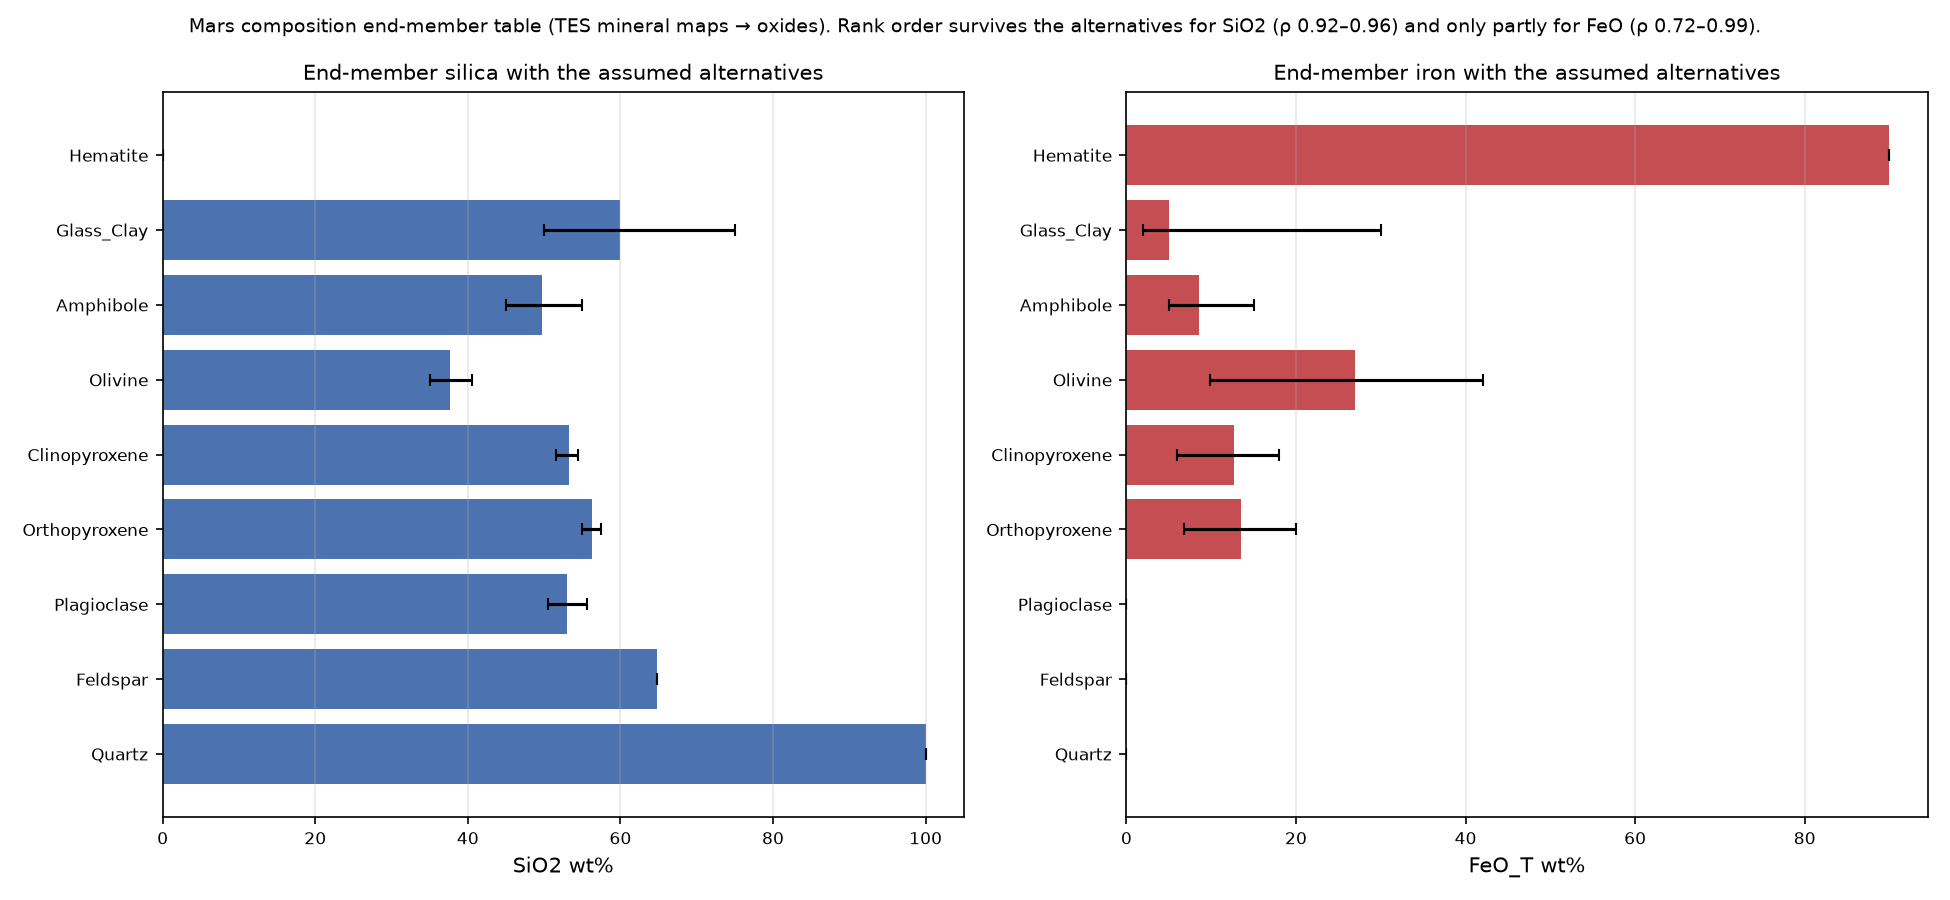 Mars composition end-member table (TES mineral maps → oxides). Rank order survives the alternatives for SiO2 (ρ 0.92–0.96) and only partly for FeO (ρ 0.72–0.99).
End-member silica with the assumed alternatives
Hematite
Glass_Clay
Amphibole
Olivine
Clinopyroxene
Orthopyroxene
Plagioclase
Feldspar
Quartz
0 20 40 60 80 100
SiO2 wt%
End-member iron with the assumed alternatives
Hematite
Glass_Clay
Amphibole
Olivine
Clinopyroxene
Orthopyroxene
Plagioclase
Feldspar
Quartz
0 20 40 60 80
FeO_T wt%